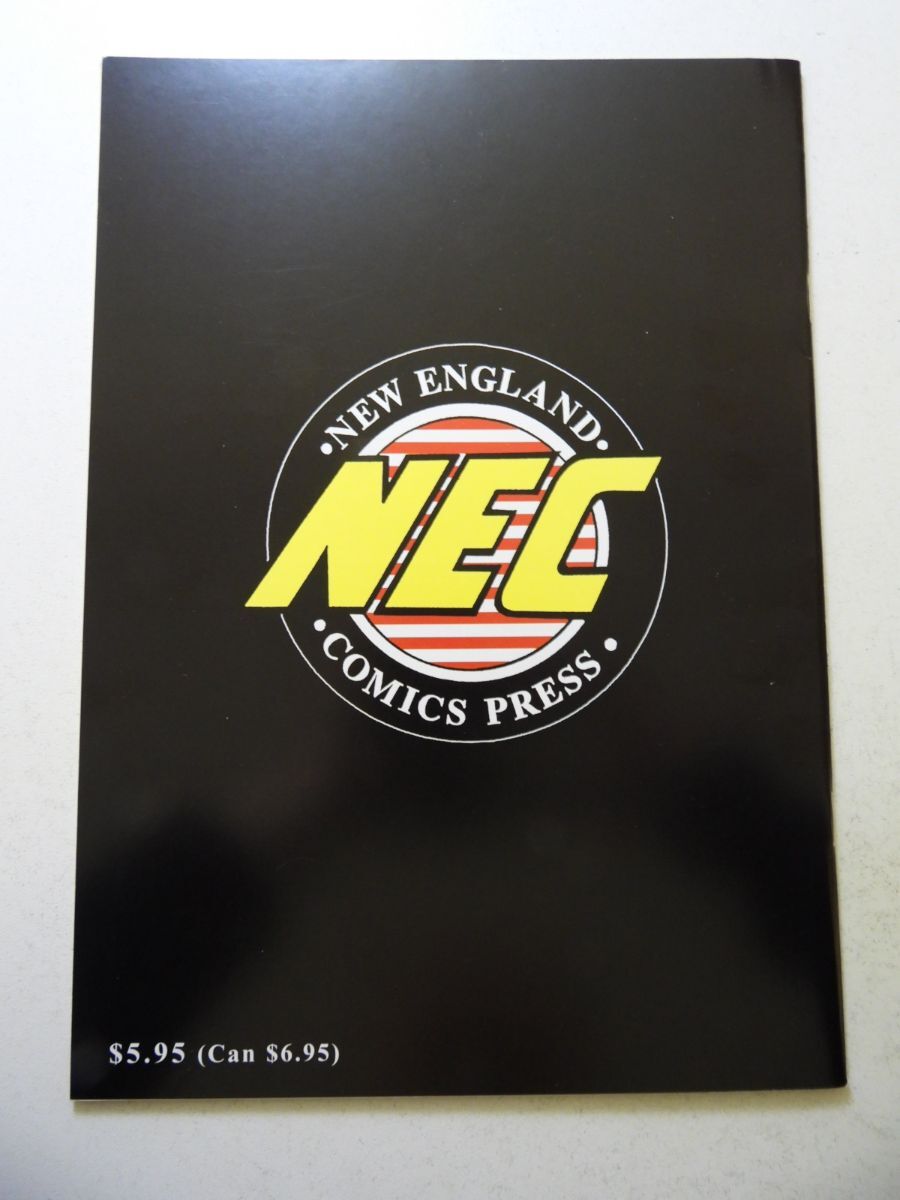 •NEW ENGLAND•
NEC
•COMICS PRESS•
$5.95 (Can $6.95)